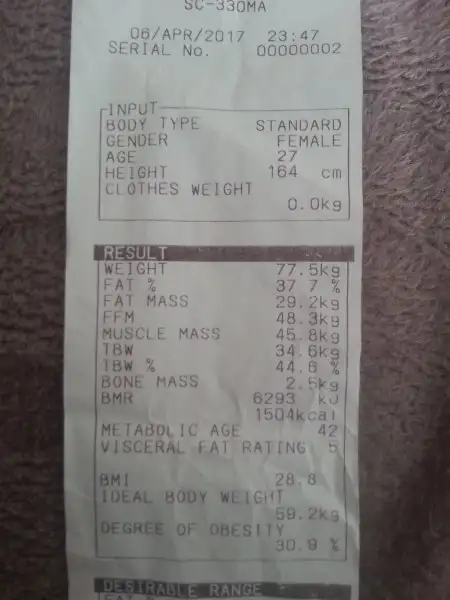 SC-330MA
06/APR/2017 23:47
SERIAL No. 00000002
INPUT
BODY TYPE STANDARD
GENDER FEMALE
AGE 27
HEIGHT 164 cm
CLOTHES WEIGHT
0.0kg
RESULT
WEIGHT 77.5kg
FAT % 37.7 %
FAT MASS 29.2kg
FFM 48.3kg
MUSCLE MASS 45.8kg
TBW 34.6kg
TBW % 44.6 %
BONE MASS 2.5kg
BMR 6293 kJ
1504kcal
METABOLIC AGE 42
VISCERAL FAT RATING 5
BMI 28.8
IDEAL BODY WEIGHT
59.2kg
DEGREE OF OBESITY
30.9 %
DESIRABLE RANGE